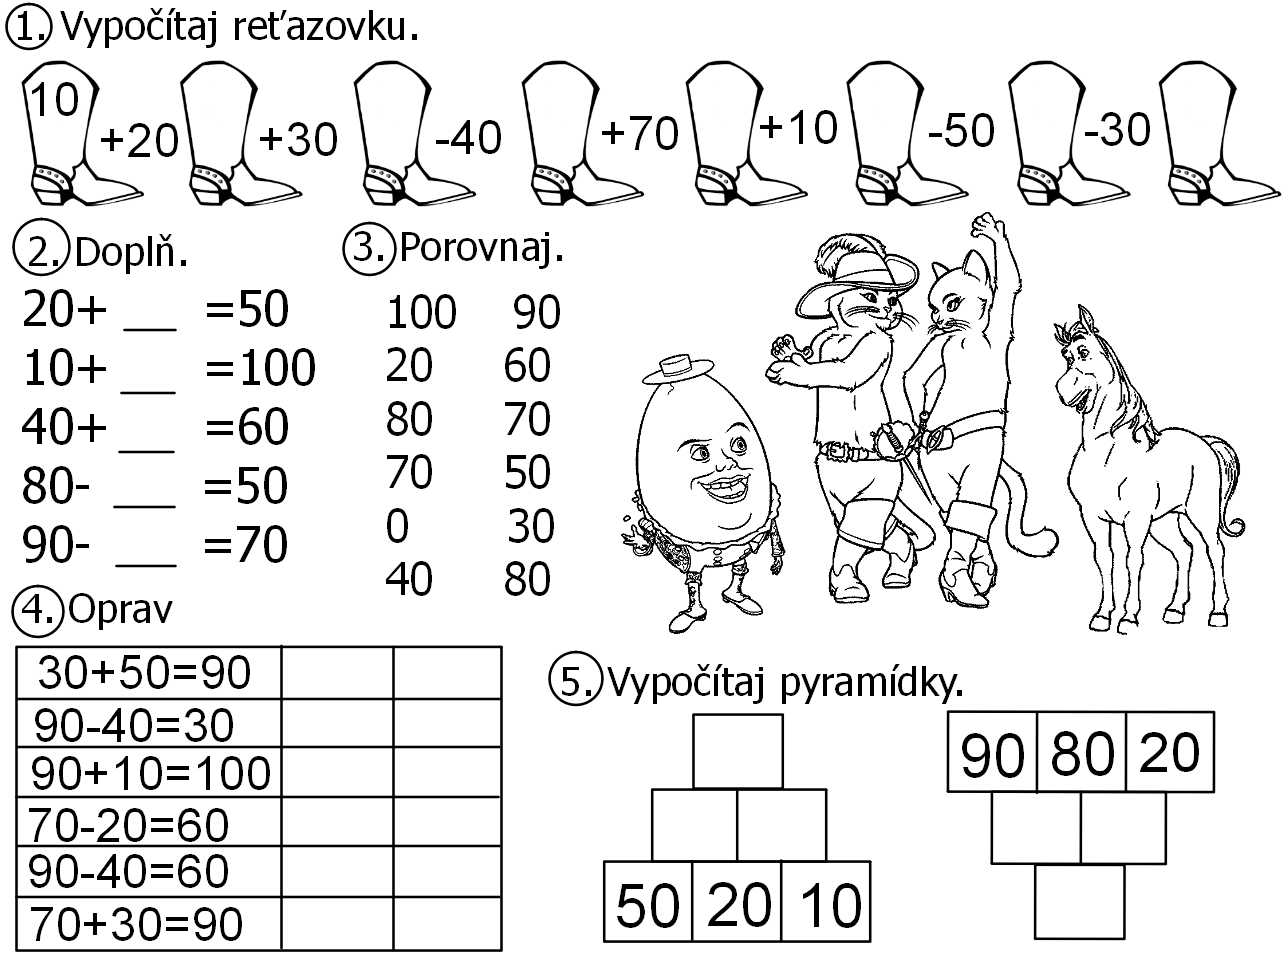 1. Vypočítaj reťazovku.
10 +20 +30 -40 +70 +10 -50 -30
2. Doplň.
20+ __ =50
10+ __ =100
40+ __ =60
80- __ =50
90- __ =70
3. Porovnaj.
100 90
20 60
80 70
70 50
0 30
40 80
4. Oprav
30+50=90
90-40=30
90+10=100
70-20=60
90-40=60
70+30=90
5. Vypočítaj pyramídky.
50 20 10
90 80 20